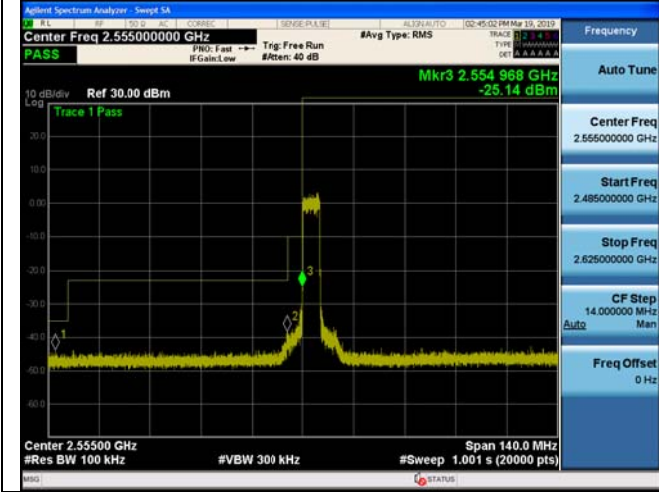 Agilent Spectrum Analyzer - Swept SA
RL RF 50 Ω AC CORREC SENSE:PULSE ALIGN AUTO 02:45:02 PM Mar 19, 2019
Center Freq 2.555000000 GHz #Avg Type: RMS TRACE 1 2 3 4 5 6
PASS PNO: Fast Trig: Free Run TYPE
IFGain:Low #Atten: 40 dB DET A A A A A A
Mkr3 2.554 968 GHz
10 dB/div Ref 30.00 dBm -25.14 dBm
Log
Trace 1 Pass
20.0
10.0
0.00
-10.0
-20.0
-30.0
-40.0
-50.0
-60.0
1
2
3
Center 2.55500 GHz Span 140.0 MHz
#Res BW 100 kHz #VBW 300 kHz #Sweep 1.001 s (20000 pts)
MSG STATUS
Frequency
Auto Tune
Center Freq
2.555000000 GHz
Start Freq
2.485000000 GHz
Stop Freq
2.625000000 GHz
CF Step
14.000000 MHz
Auto Man
Freq Offset
0 Hz